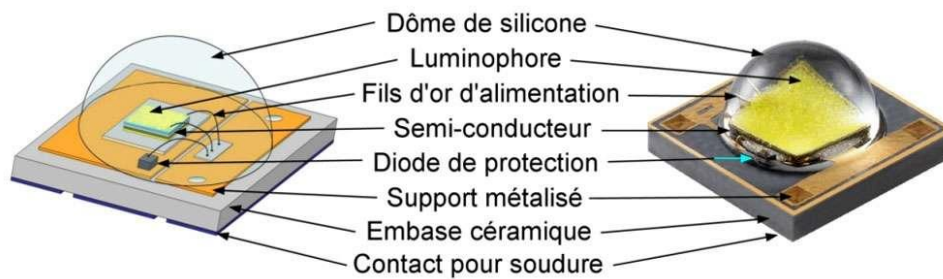 Dôme de silicone
Luminophore
Fils d'or d'alimentation
Semi-conducteur
Diode de protection
Support métalisé
Embase céramique
Contact pour soudure